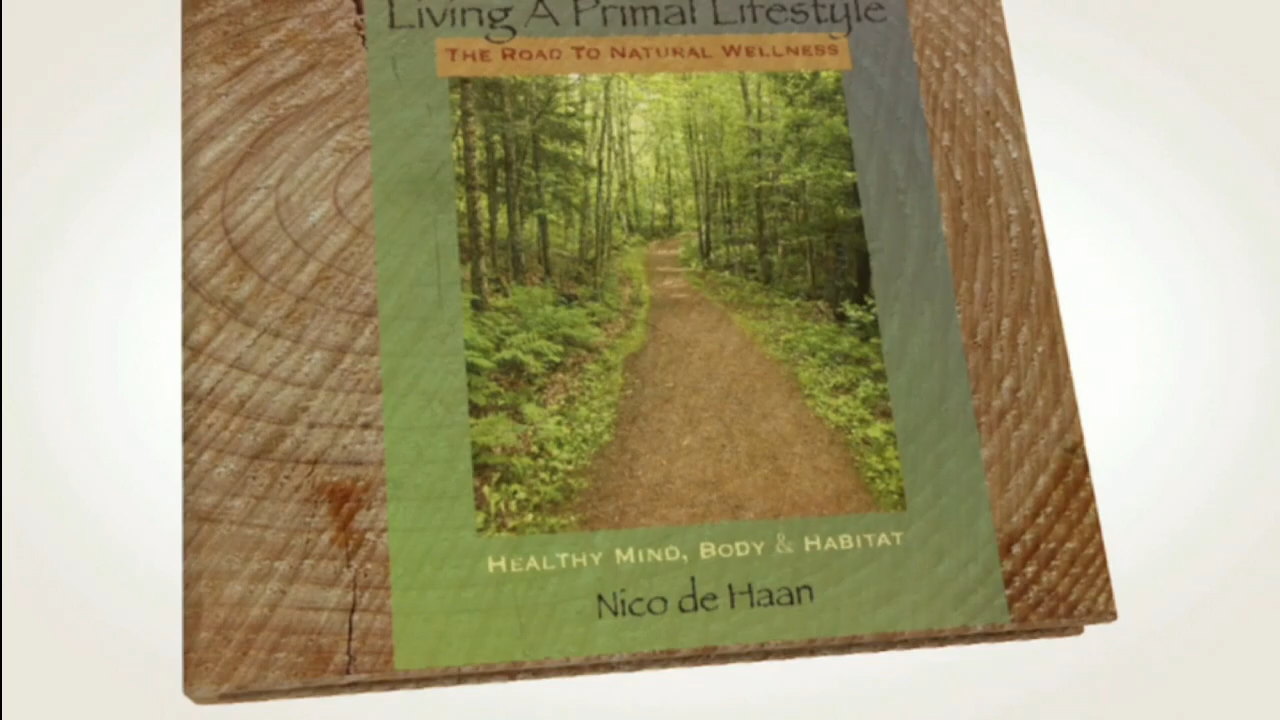 Living A Primal Lifestyle
THE ROAD TO NATURAL WELLNESS
HEALTHY MIND, BODY & HABITAT
Nico de Haan